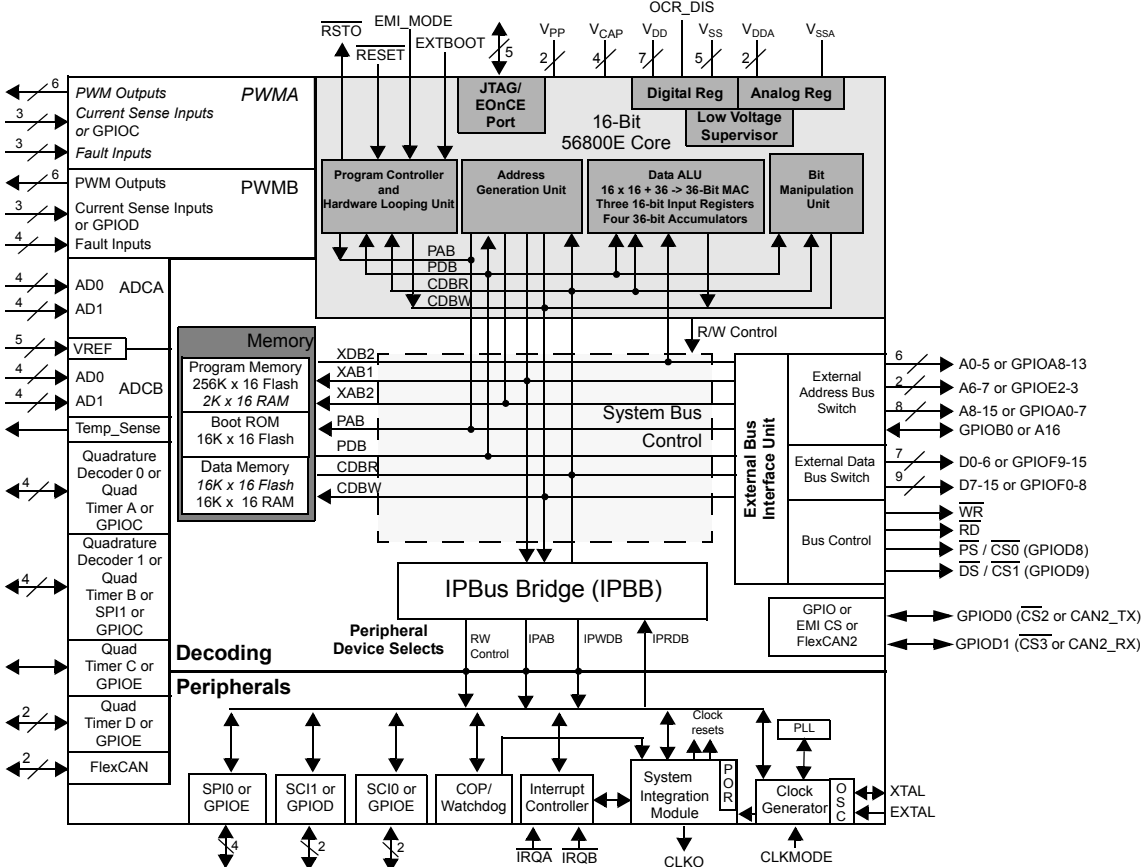 OCR_DIS
RSTO
EMI_MODE
RESET
EXTBOOT
5
VPP
2
VCAP
4
VDD
7
VSS
5
VDDA
2
VSSA
6
PWM Outputs
PWMA
3
Current Sense Inputs
or GPIOC
3
Fault Inputs
6
PWM Outputs
PWMB
3
Current Sense Inputs
or GPIOD
4
Fault Inputs
4
AD0
ADCA
4
AD1
5
VREF
4
AD0
ADCB
4
AD1
Temp_Sense
4
Quadrature
Decoder 0 or
Quad
Timer A or
GPIOC
4
Quadrature
Decoder 1 or
Quad
Timer B or
SPI1 or
GPIOC
Quad
Timer C or
GPIOE
2
Quad
Timer D or
GPIOE
2
FlexCAN
JTAG/
EOnCE
Port
Digital Reg
Analog Reg
Low Voltage
Supervisor
16-Bit
56800E Core
Program Controller
and
Hardware Looping Unit
Address
Generation Unit
Data ALU
16 x 16 + 36 -> 36-Bit MAC
Three 16-bit Input Registers
Four 36-bit Accumulators
Bit
Manipulation
Unit
PAB
PDB
CDBR
CDBW
R/W Control
Memory
Program Memory
256K x 16 Flash
2K x 16 RAM
Boot ROM
16K x 16 Flash
Data Memory
16K x 16 Flash
16K x 16 RAM
XDB2
XAB1
XAB2
PAB
PDB
CDBR
CDBW
System Bus
Control
External Bus
Interface Unit
External
Address Bus
Switch
External Data
Bus Switch
Bus Control
6
A0-5 or GPIOA8-13
2
A6-7 or GPIOE2-3
8
A8-15 or GPIOA0-7
GPIOB0 or A16
7
D0-6 or GPIOF9-15
9
D7-15 or GPIOF0-8
WR
RD
PS / CS0 (GPIOD8)
DS / CS1 (GPIOD9)
IPBus Bridge (IPBB)
GPIO or
EMI CS or
FlexCAN2
GPIOD0 (CS2 or CAN2_TX)
GPIOD1 (CS3 or CAN2_RX)
Peripheral
Device Selects
RW
Control
IPAB
IPWDB
IPRDB
Decoding
Peripherals
Clock
resets
PLL
SPI0 or
GPIOE
SCI1 or
GPIOD
SCI0 or
GPIOE
COP/
Watchdog
Interrupt
Controller
System
Integration
Module
POR
Clock
Generator
OSC
XTAL
EXTAL
4
2
2
IRQA
IRQB
CLKO
CLKMODE